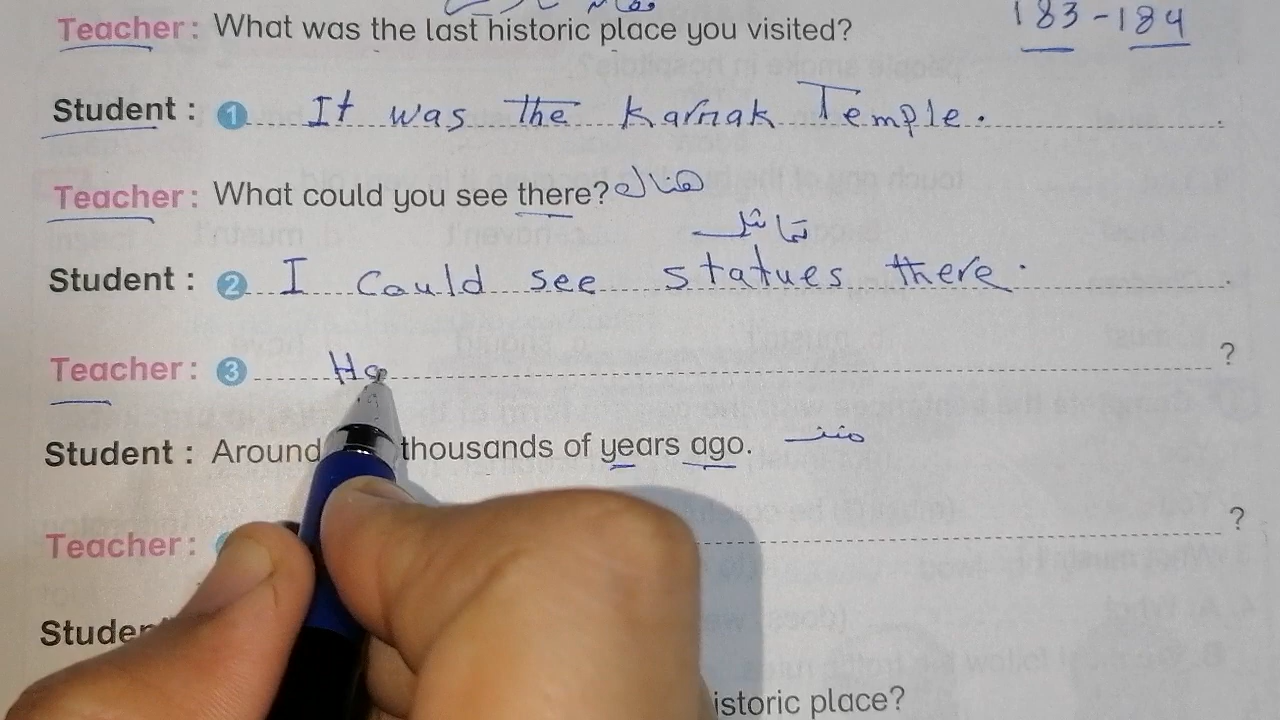 Teacher: What was the last historic place you visited? 183-184
Student : 1 It was the Karnak Temple.
Teacher: What could you see there? هناك
تماثيل
Student : 2 I Could see statues there.
Teacher: 3 Ho ?
Student : Around thousands of years ago. منذ
Teacher: ?
Studen
istoric place?